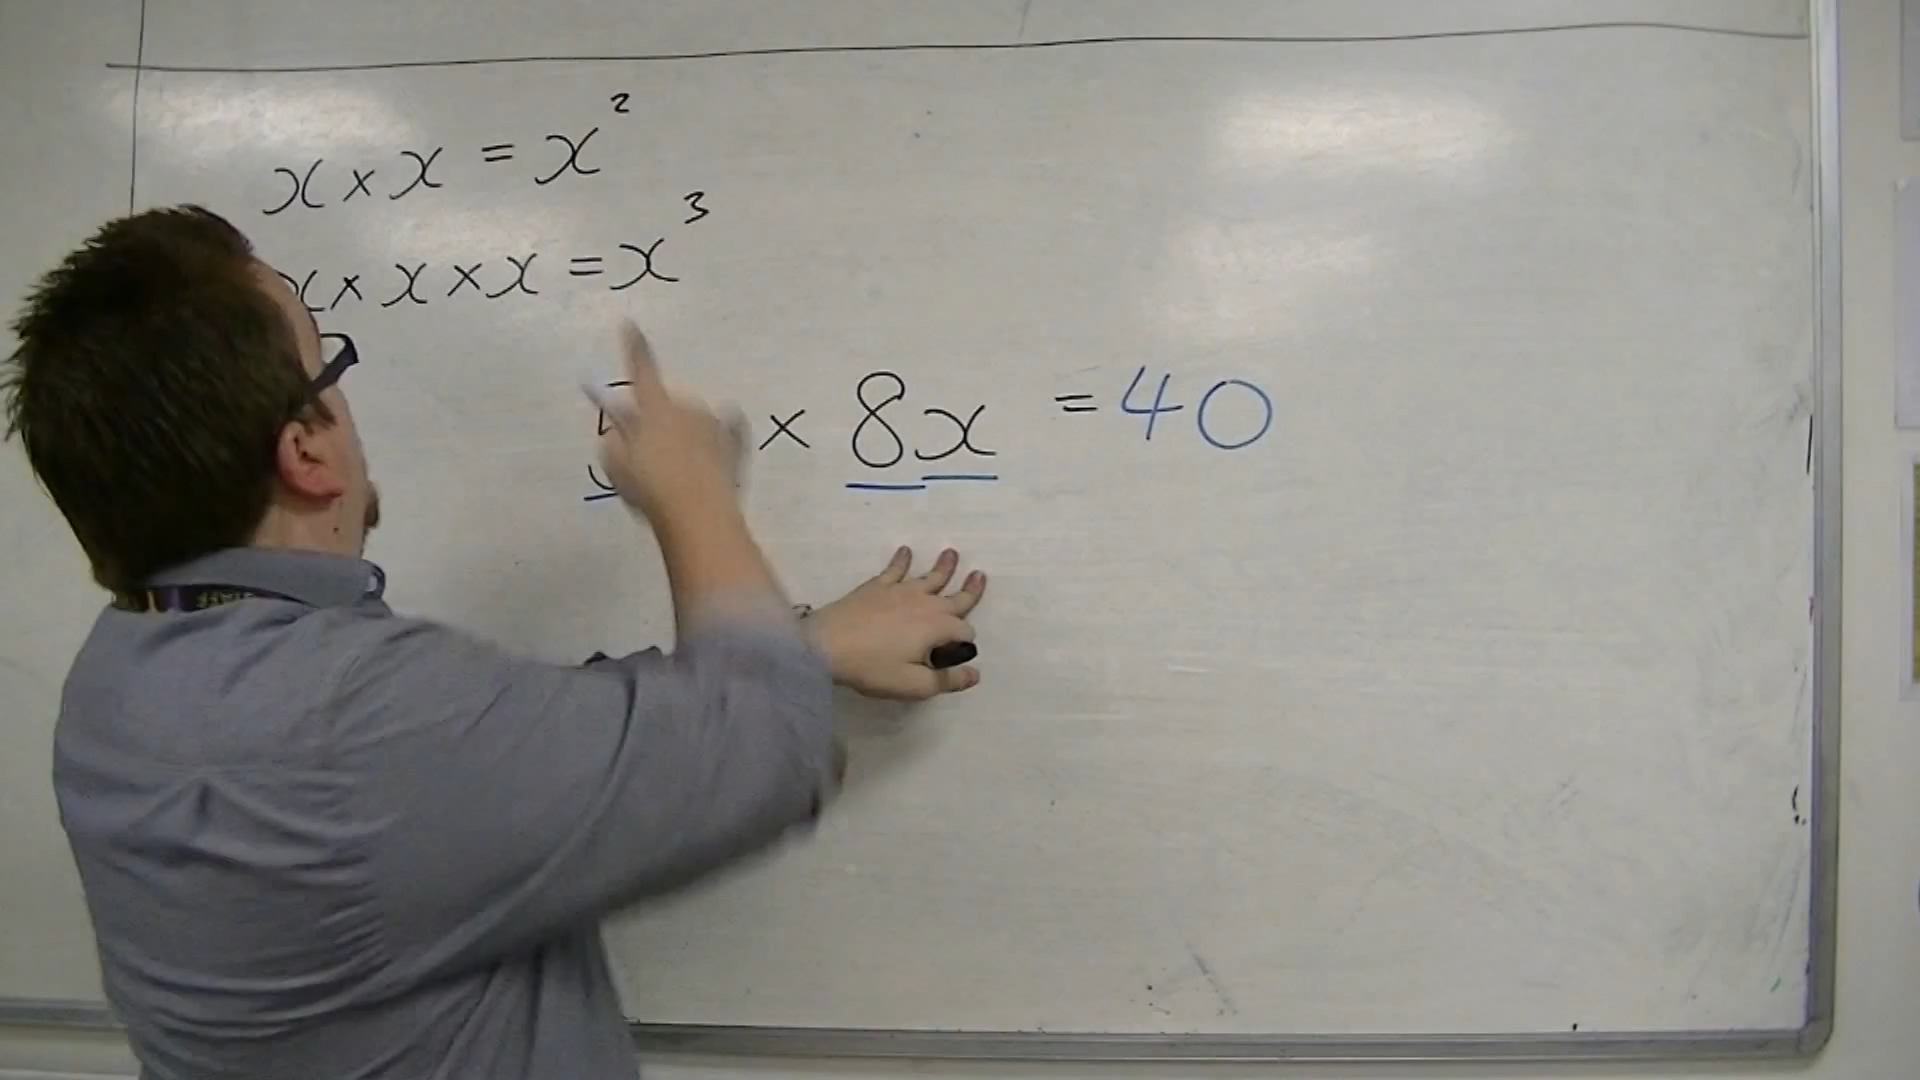 x × x = x²
x × x × x = x³
× 8x = 40